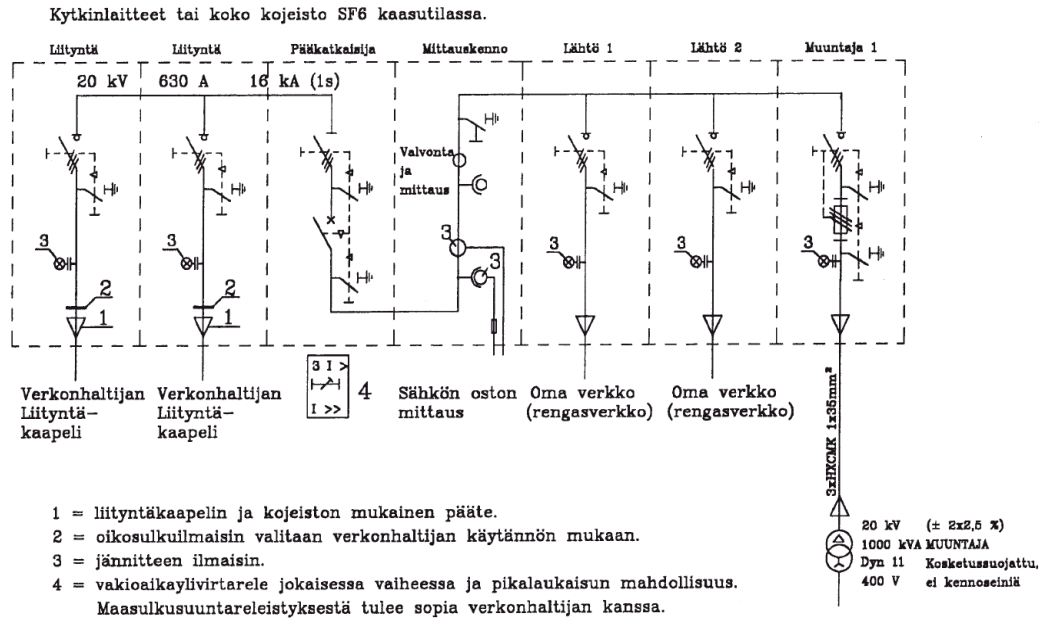 Kytkinlaitteet tai koko kojeisto SF6 kaasutilassa.
Liityntä
Liityntä
Pääkatkaisija
Mittauskenno
Lähtö 1
Lähtö 2
Muuntaja 1
20 kV 630 A 16 kA (1s)
Valvonta
ja
mittaus
3
3
3
3
3
3
3
2
2
1
1
3 I >
I >>
4
Verkonhaltijan
Liityntä-
kaapeli
Verkonhaltijan
Liityntä-
kaapeli
Sähkön oston
mittaus
Oma verkko
(rengasverkko)
Oma verkko
(rengasverkko)
3xHXCMK 1x35mm²
1 = liityntäkaapelin ja kojeiston mukainen pääte.
2 = oikosulkuilmaisin valitaan verkonhaltijan käytännön mukaan.
3 = jännitteen ilmaisin.
4 = vakioaikaylivirtarele jokaisessa vaiheessa ja pikalaukaisun mahdollisuus.
Maasulkusuuntareleistyksestä tulee sopia verkonhaltijan kanssa.
20 kV (± 2x2,5 %)
1000 kVA MUUNTAJA
Dyn 11 Kosketussuojattu,
400 V ei kennoseiniä